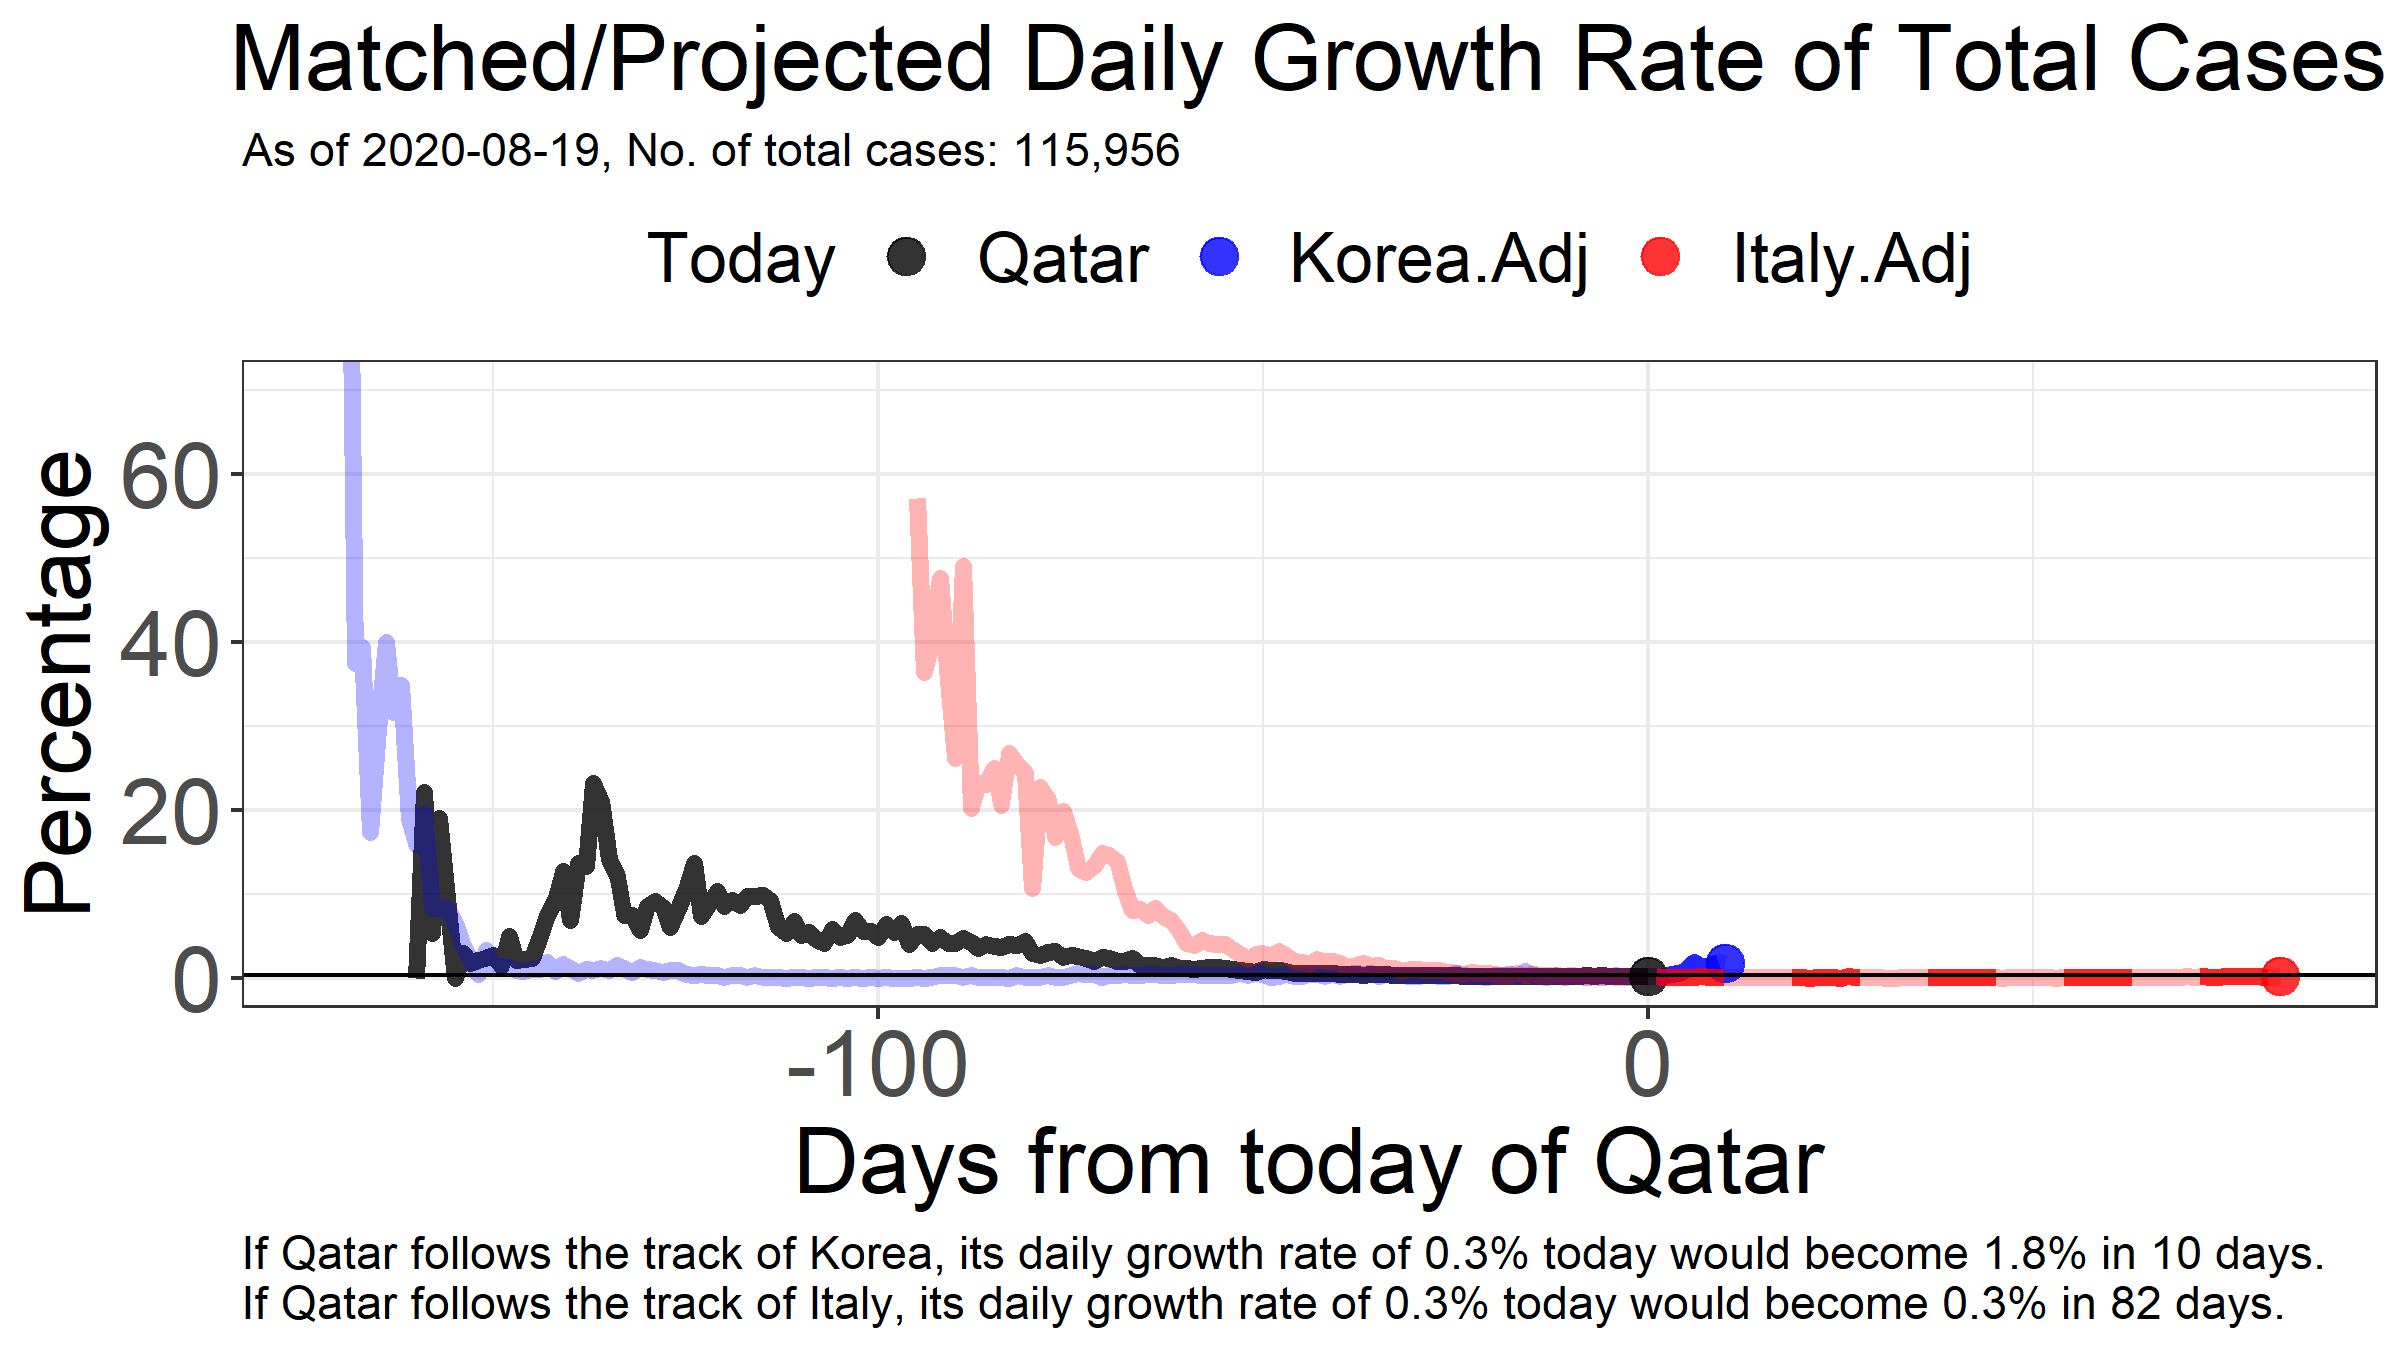 Matched/Projected Daily Growth Rate of Total Cases
As of 2020-08-19, No. of total cases: 115,956
Today Qatar Korea.Adj Italy.Adj
Percentage
60
40
20
0
-100 0
Days from today of Qatar
If Qatar follows the track of Korea, its daily growth rate of 0.3% today would become 1.8% in 10 days.
If Qatar follows the track of Italy, its daily growth rate of 0.3% today would become 0.3% in 82 days.